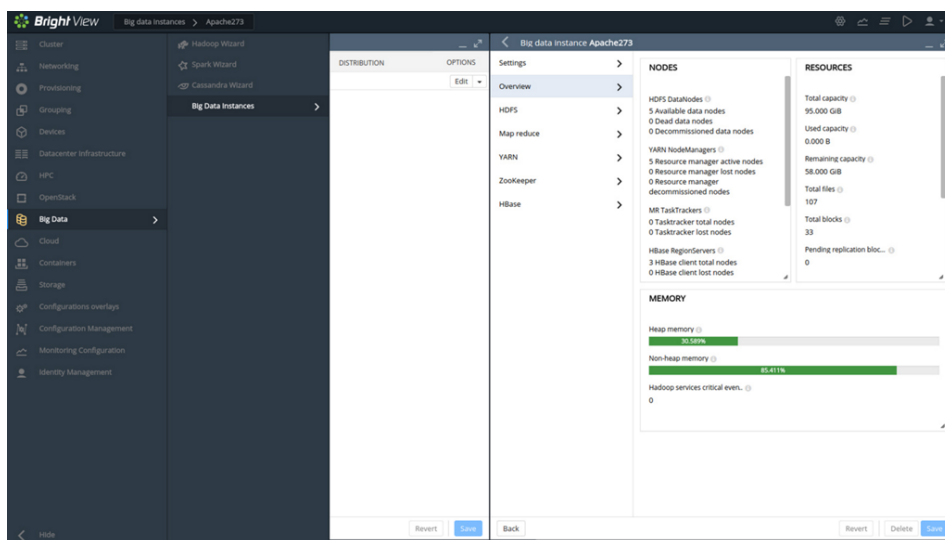 Bright View
Big data instances > Apache273
Cluster
Networking
Provisioning
Grouping
Devices
Datacenter Infrastructure
HPC
OpenStack
Big Data
Cloud
Containers
Storage
Configurations overlays
Configuration Management
Monitoring Configuration
Identity Management
Hide
Hadoop Wizard
Spark Wizard
Cassandra Wizard
Big Data Instances
DISTRIBUTION OPTIONS
Edit
Revert Save
Big data instance Apache273
Settings
Overview
HDFS
Map reduce
YARN
ZooKeeper
HBase
Back
NODES
HDFS DataNodes
5 Available data nodes
0 Dead data nodes
0 Decommissioned data nodes
YARN NodeManagers
5 Resource manager active nodes
0 Resource manager lost nodes
0 Resource manager
decommissioned nodes
MR TaskTrackers
0 Tasktracker total nodes
0 Tasktracker lost nodes
HBase RegionServers
3 HBase client total nodes
0 HBase client lost nodes
RESOURCES
Total capacity
95.000 GiB
Used capacity
0.000 B
Remaining capacity
58.000 GiB
Total files
107
Total blocks
33
Pending replication bloc...
0
MEMORY
Heap memory
30.589%
Non-heap memory
85.411%
Hadoop services critical even..
0
Revert Delete Save